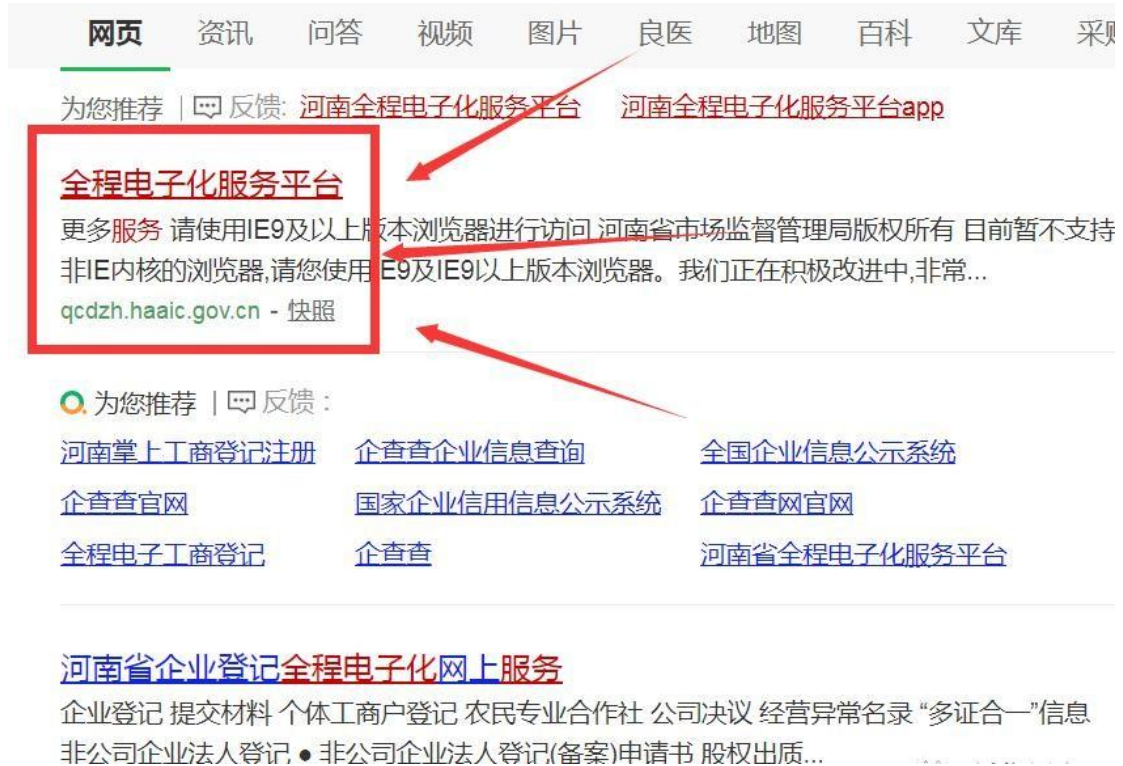 网页 资讯 问答 视频 图片 良医 地图 百科 文库 采购
为您推荐 | 反馈: 河南全程电子化服务平台 河南全程电子化服务平台app
全程电子化服务平台
更多服务 请使用IE9及以上版本浏览器进行访问 河南省市场监督管理局版权所有 目前暂不支持
非IE内核的浏览器,请您使用IE9及IE9以上版本浏览器。我们正在积极改进中,非常...
qcdzh.haaic.gov.cn - 快照
为您推荐 | 反馈 :
河南掌上工商登记注册 企查查企业信息查询 全国企业信息公示系统
企查查官网 国家企业信用信息公示系统 企查查网官网
全程电子工商登记 企查查 河南省全程电子化服务平台
河南省企业登记全程电子化网上服务
企业登记 提交材料 个体工商户登记 农民专业合作社 公司决议 经营异常名录 “多证合一”信息
非公司企业法人登记 ● 非公司企业法人登记(备案)申请书 股权出质...